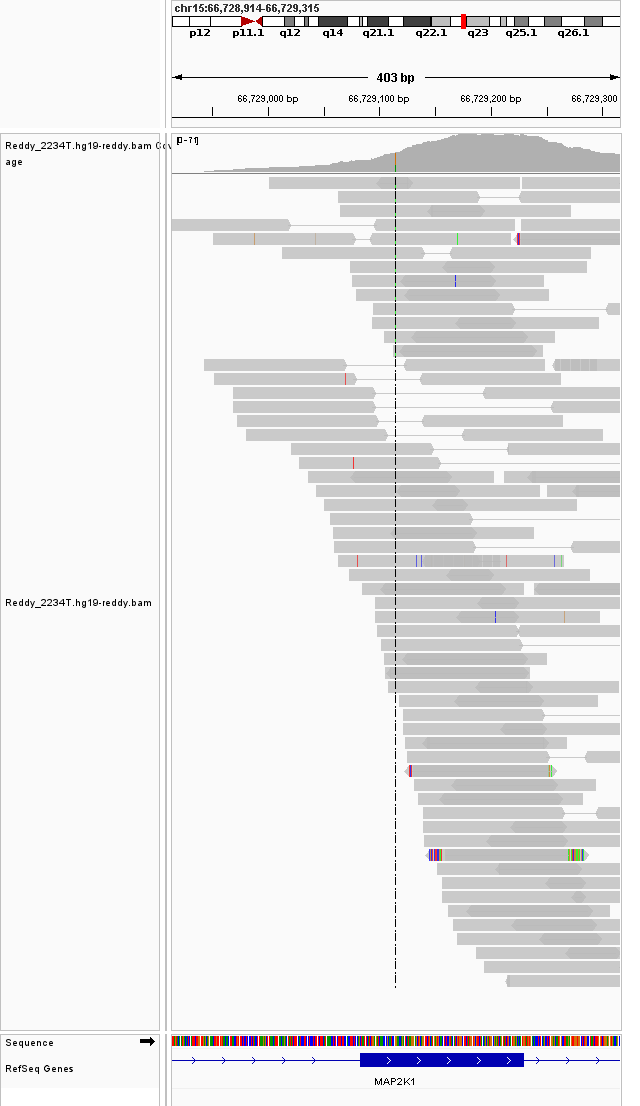 chr15:66,728,914-66,729,315
p12 p11.1 q12 q14 q21.1 q22.1 q23 q25.1 q26.1
403 bp
66,729,000 bp 66,729,100 bp 66,729,200 bp 66,729,300
[0-71]
Reddy_2234T.hg19-reddy.bam Cov
age
Reddy_2234T.hg19-reddy.bam
Sequence
RefSeq Genes
MAP2K1